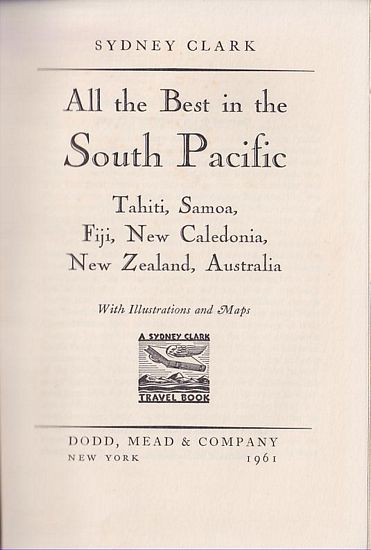 SYDNEY CLARK
All the Best in the
South Pacific
Tahiti, Samoa,
Fiji, New Caledonia,
New Zealand, Australia
With Illustrations and Maps
A SYDNEY CLARK
TRAVEL BOOK
DODD, MEAD & COMPANY
NEW YORK 1961